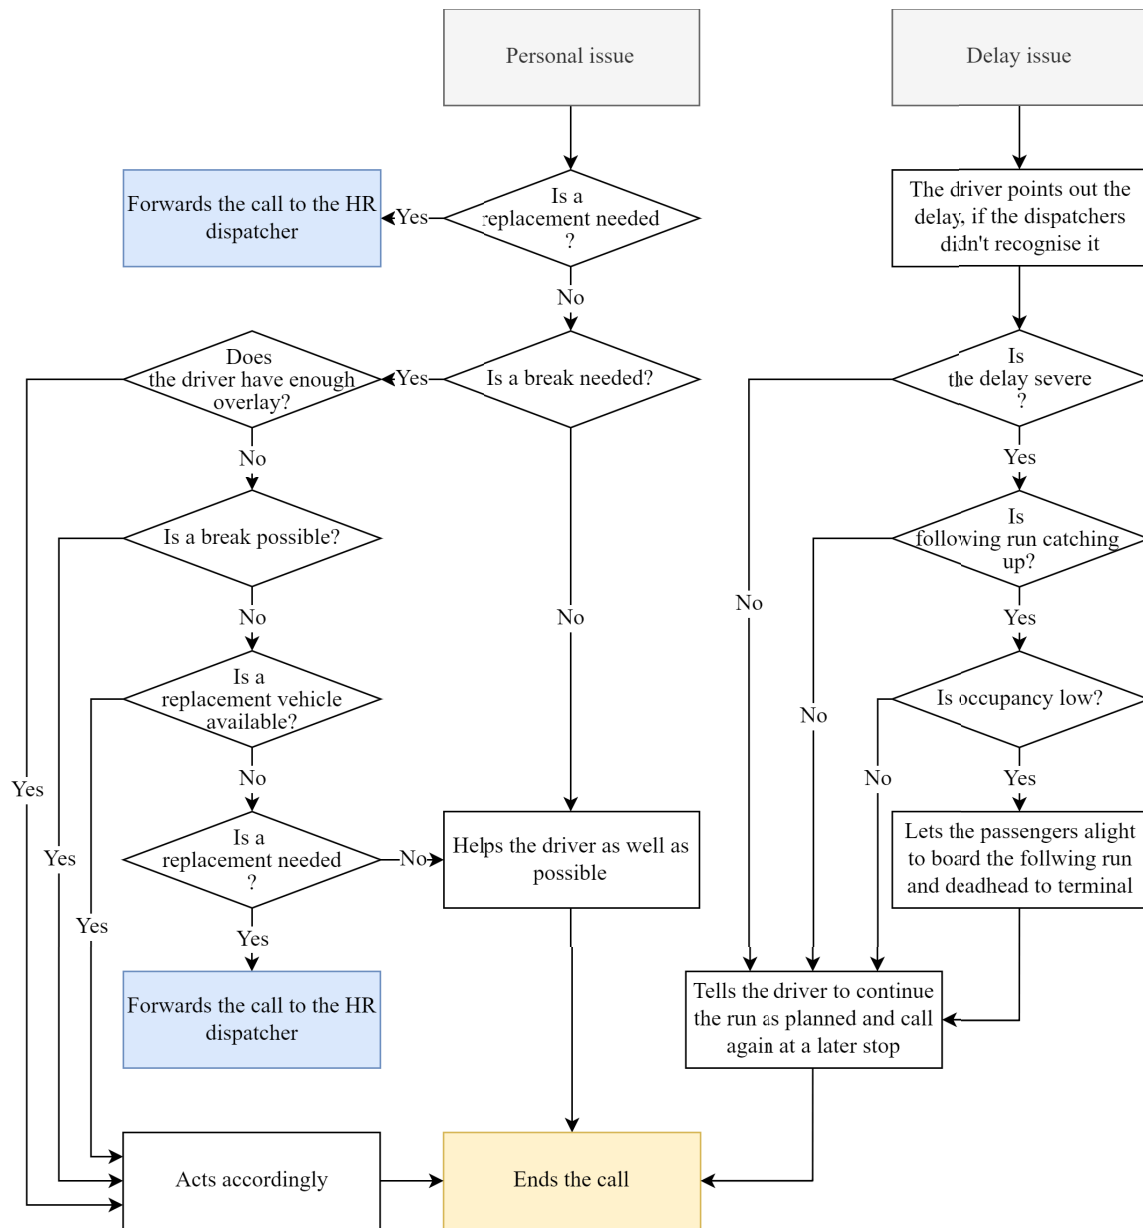 Personal issue
Delay issue
Forwards the call to the HR
dispatcher
Yes
Is a
replacement needed
?
The driver points out the
delay, if the dispatchers
didn't recognise it
No
Does
the driver have enough
overlay?
Yes
Is a break needed?
Is
the delay severe
?
No
Yes
Is a break possible?
Is
following run catching
up?
No
No
No
Yes
Is a
replacement vehicle
available?
Is occupancy low?
No
No
No
Yes
Yes
Is a
replacement needed
?
No
Helps the driver as well as
possible
Lets the passengers alight
to board the follwing run
and deadhead to terminal
Yes
Yes
Yes
Forwards the call to the HR
dispatcher
Tells the driver to continue
the run as planned and call
again at a later stop
Acts accordingly
Ends the call